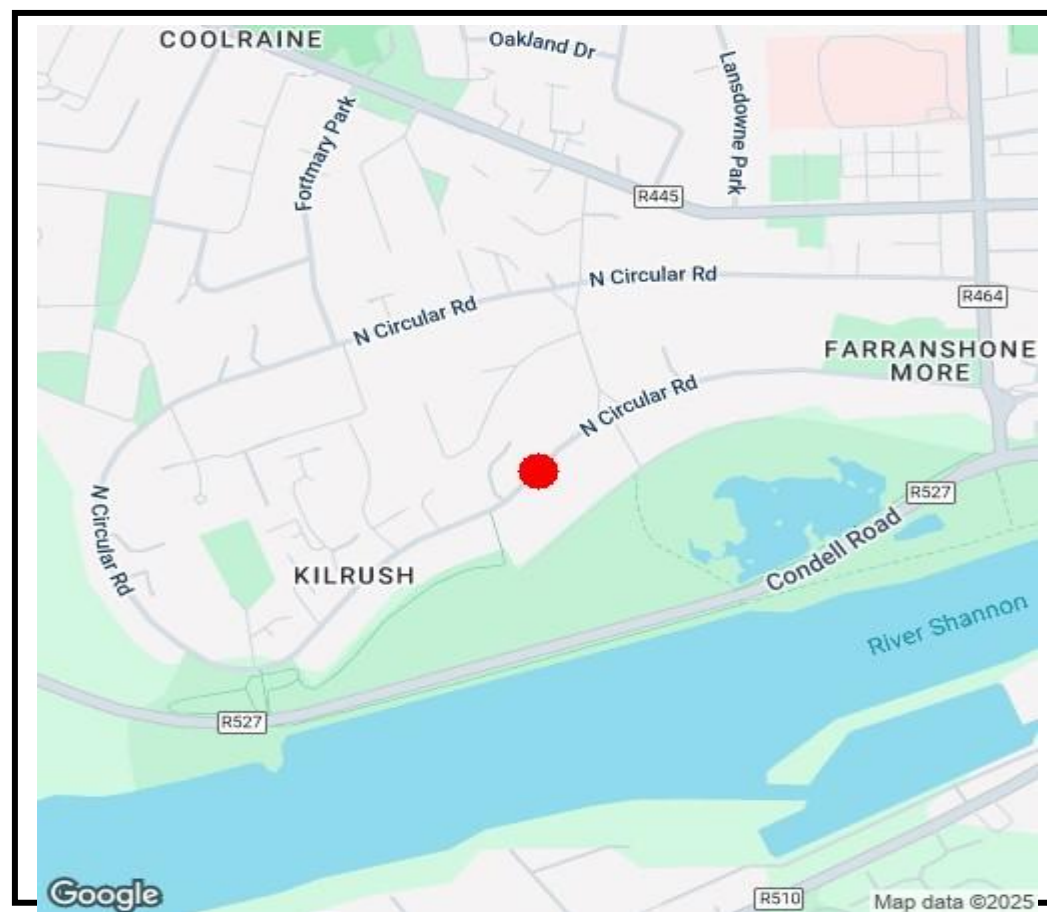 COOLRAINE
Oakland Dr
Lansdowne Park
Fortmary Park
R445
N Circular Rd
R464
N Circular Rd
FARRANSHONE
MORE
N Circular Rd
R527
N Circular Rd
Condell Road
KILRUSH
River Shannon
R527
Google
R510
Map data ©2025